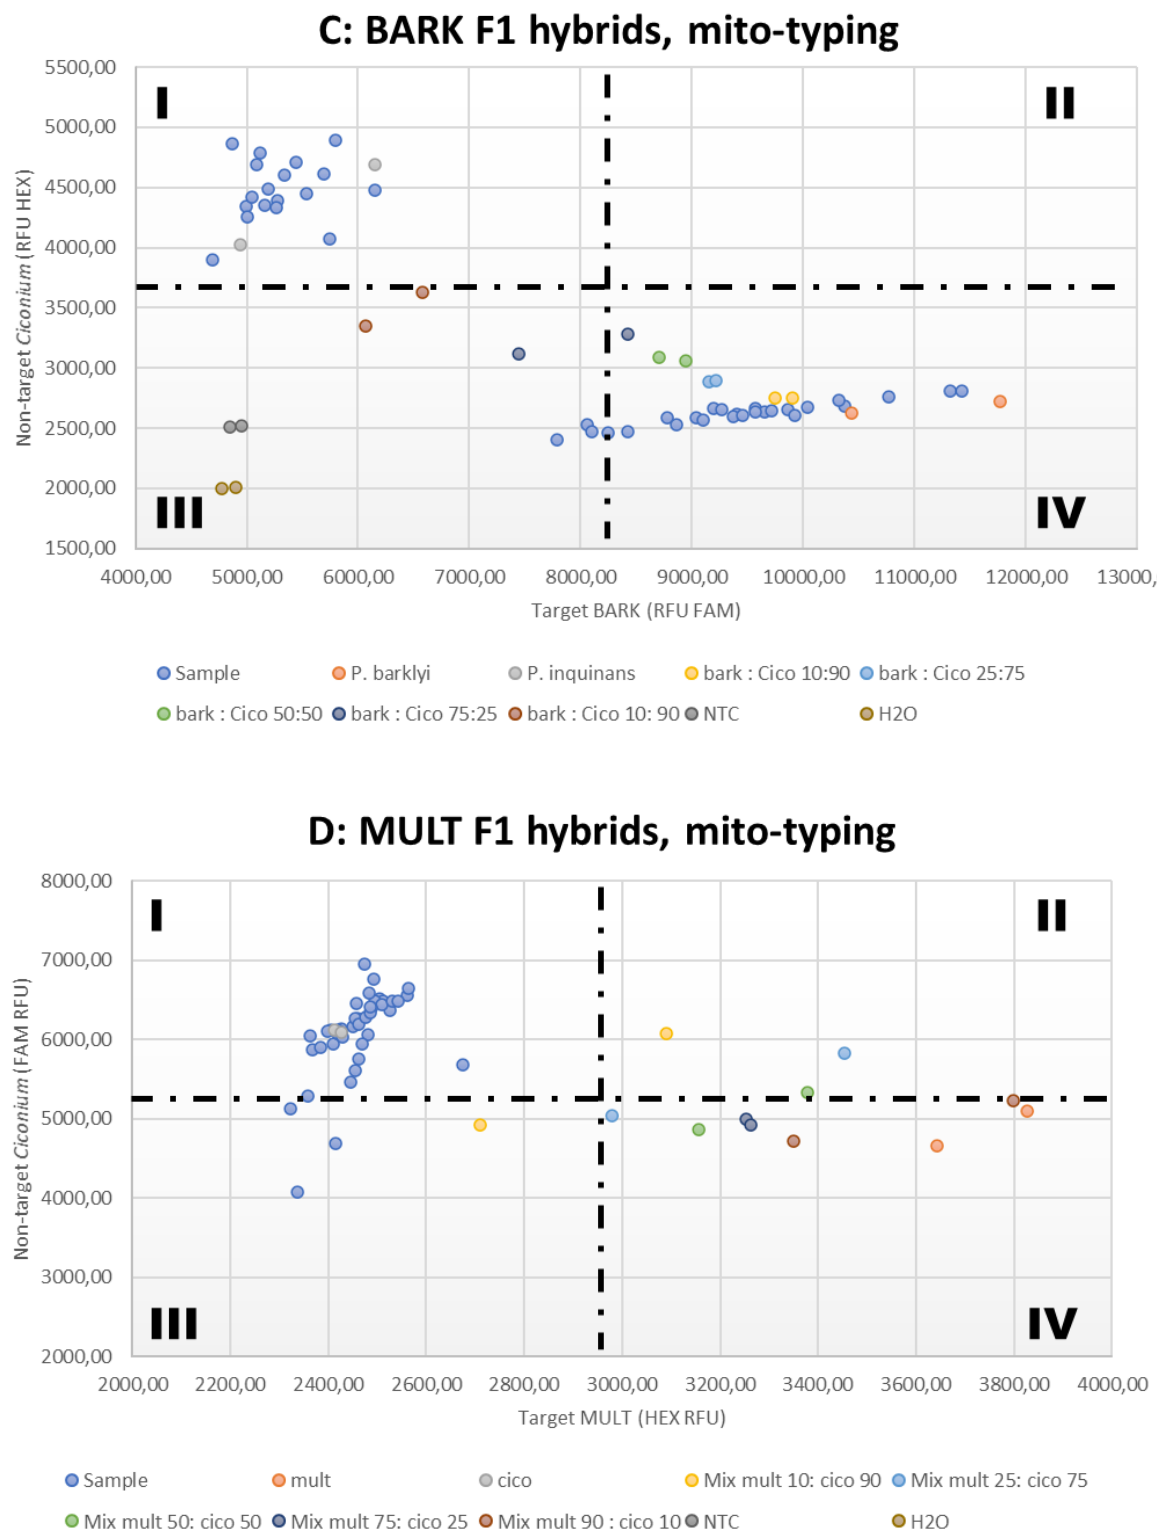 C: BARK F1 hybrids, mito-typing
5500,00
I
II
5000,00
4500,00
4000,00
3500,00
3000,00
2500,00
2000,00
III
IV
1500,00
Non-target Ciconium (RFU HEX)
4000,00 5000,00 6000,00 7000,00 8000,00 9000,00 10000,00 11000,00 12000,00 13000,
Target BARK (RFU FAM)
Sample P. barklyi P. inquinans bark : Cico 10:90 bark : Cico 25:75
bark : Cico 50:50 bark : Cico 75:25 bark : Cico 10: 90 NTC H2O
D: MULT F1 hybrids, mito-typing
8000,00
I
II
7000,00
6000,00
5000,00
4000,00
3000,00
III
IV
2000,00
Non-target Ciconium (FAM RFU)
2000,00 2200,00 2400,00 2600,00 2800,00 3000,00 3200,00 3400,00 3600,00 3800,00 4000,00
Target MULT (HEX RFU)
Sample mult cico Mix mult 10: cico 90 Mix mult 25: cico 75
Mix mult 50: cico 50 Mix mult 75: cico 25 Mix mult 90 : cico 10 NTC H2O